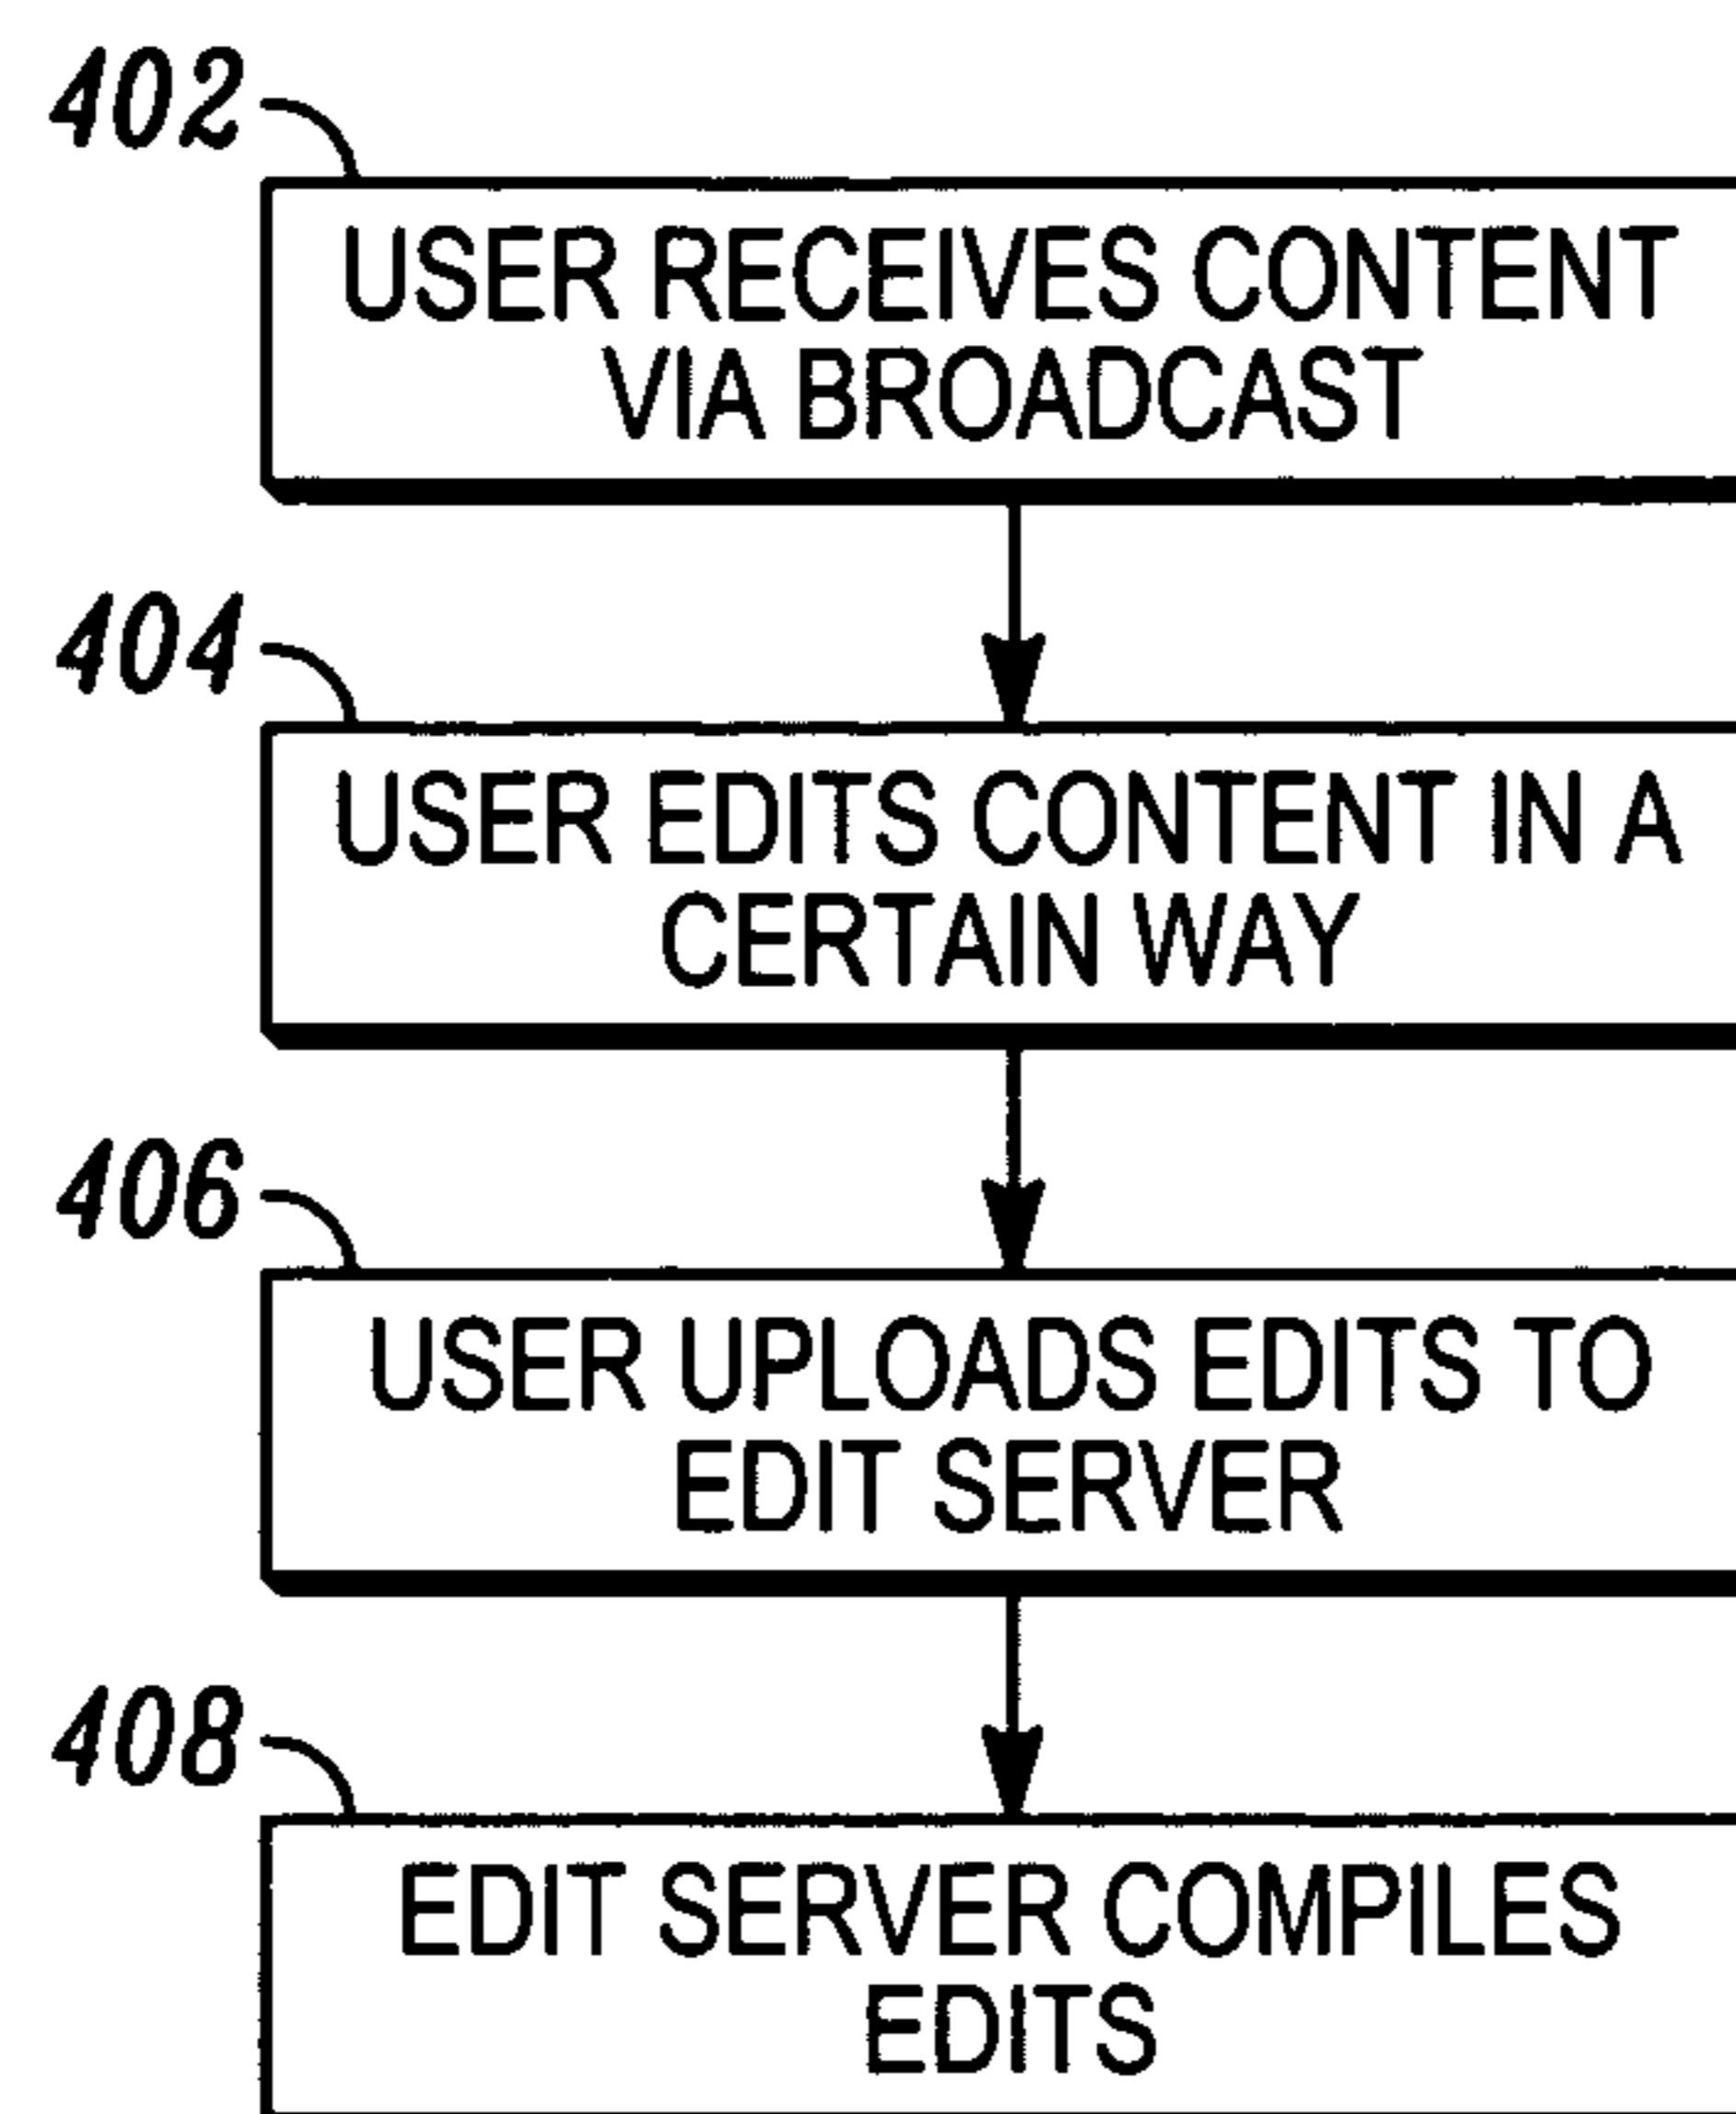 402
USER RECEIVES CONTENT
VIA BROADCAST
404
USER EDITS CONTENT IN A
CERTAIN WAY
406
USER UPLOADS EDITS TO
EDIT SERVER
408
EDIT SERVER COMPILES
EDITS